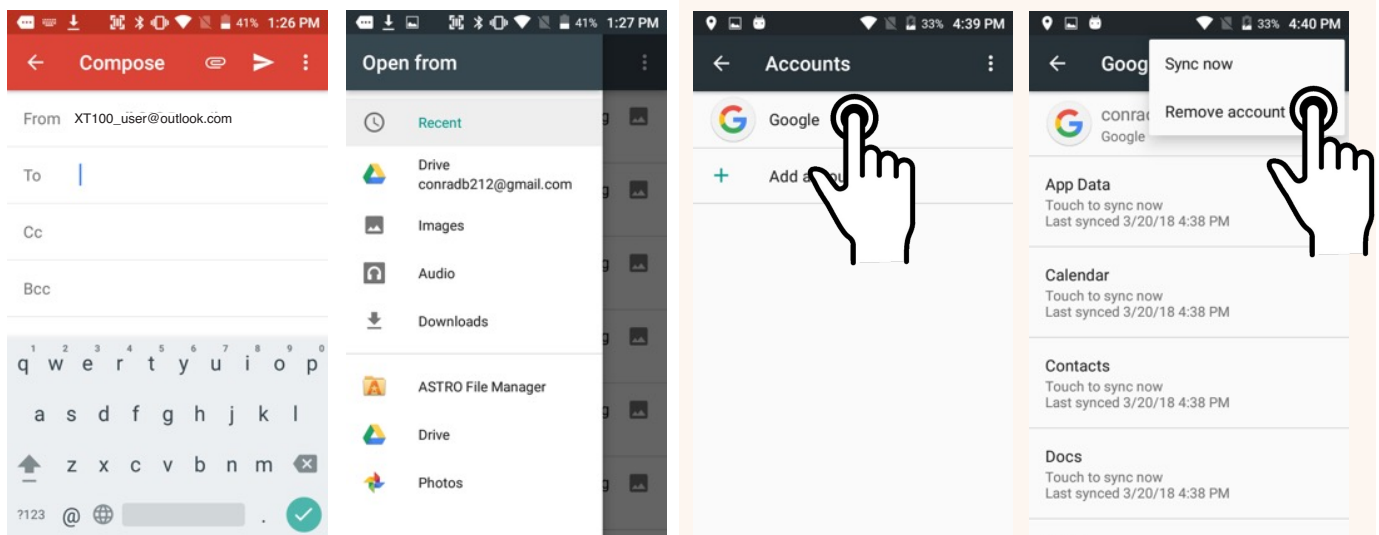 41% 1:26 PM
Compose
From XT100_user@outlook.com
To
Cc
Bcc
1 2 3 4 5 6 7 8 9 0
q w e r t y u i o p
a s d f g h j k l
z x c v b n m
?123 @ .
41% 1:27 PM
Open from
Recent
Drive
conradb212@gmail.com
Images
Audio
Downloads
ASTRO File Manager
Drive
Photos
g
g
g
g
g
g
33% 4:39 PM
Accounts
G Google
+ Add
33% 4:40 PM
Goog
Sync now
Remove account
G conrad
Google
App Data
Touch to sync now
Last synced 3/20/18 4:38 PM
Calendar
Touch to sync now
Last synced 3/20/18 4:38 PM
Contacts
Touch to sync now
Last synced 3/20/18 4:38 PM
Docs
Touch to sync now
Last synced 3/20/18 4:38 PM